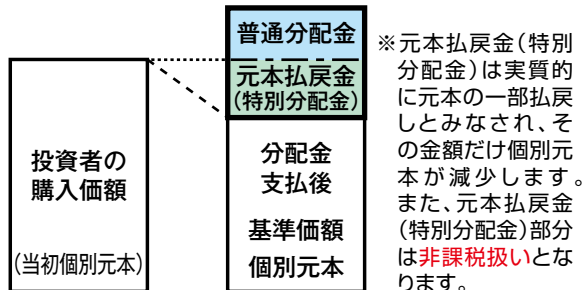 投資者の
購入価額
(当初個別元本)
普通分配金
元本払戻金
(特別分配金)
分配金
支払後
基準価額
個別元本
※元本払戻金(特別
分配金)は実質的
に元本の一部払戻
しとみなされ、そ
の金額だけ個別元
本が減少します。
また、元本払戻金
(特別分配金)部分
は非課税扱いとな
ります。